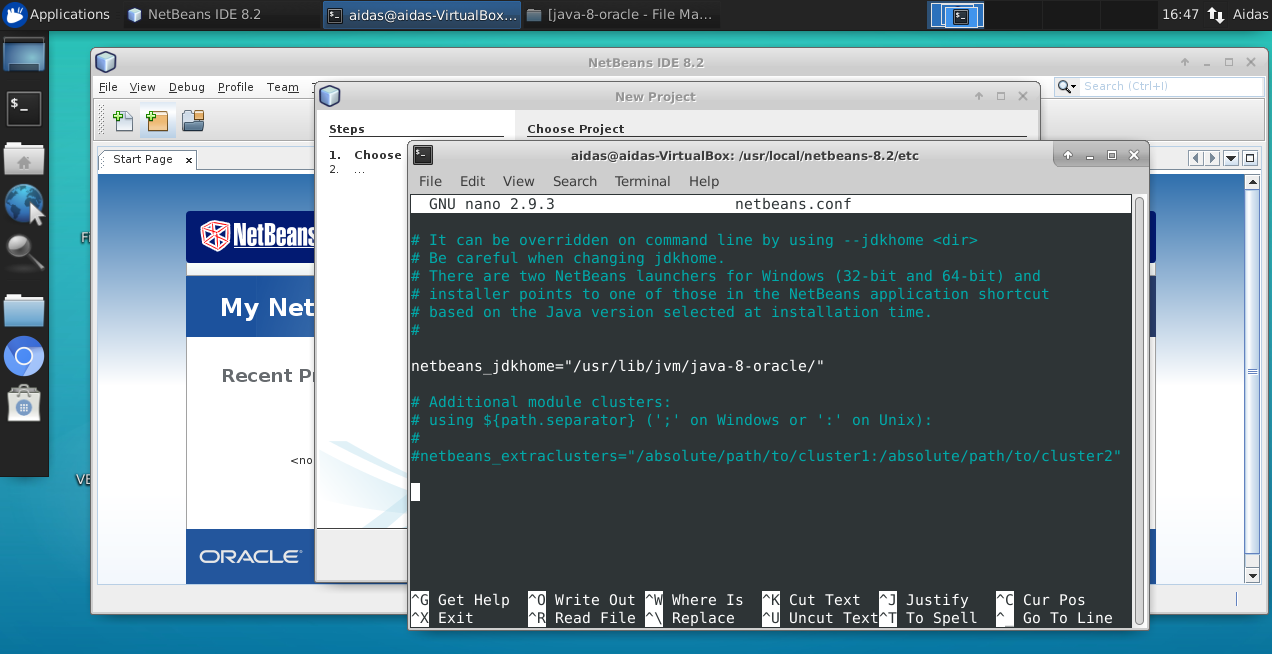 Applications
NetBeans IDE 8.2
aidas@aidas-VirtualBox...
[java-8-oracle - File Ma...
16:47
Aidas
NetBeans IDE 8.2
File View Debug Profile Team
Search (Ctrl+I)
Start Page
NetBeans
My Net
Recent Pr
<no
ORACLE
New Project
Steps
1. Choose
2. ...
Choose Project
aidas@aidas-VirtualBox: /usr/local/netbeans-8.2/etc
File Edit View Search Terminal Help
GNU nano 2.9.3 netbeans.conf
# It can be overridden on command line by using --jdkhome <dir>
# Be careful when changing jdkhome.
# There are two NetBeans launchers for Windows (32-bit and 64-bit) and
# installer points to one of those in the NetBeans application shortcut
# based on the Java version selected at installation time.
#
netbeans_jdkhome="/usr/lib/jvm/java-8-oracle/"
# Additional module clusters:
# using ${path.separator} (';' on Windows or ':' on Unix):
#
#netbeans_extraclusters="/absolute/path/to/cluster1:/absolute/path/to/cluster2"
^G Get Help ^O Write Out ^W Where Is ^K Cut Text ^J Justify ^C Cur Pos
^X Exit ^R Read File ^\ Replace ^U Uncut Text^T To Spell ^_ Go To Line